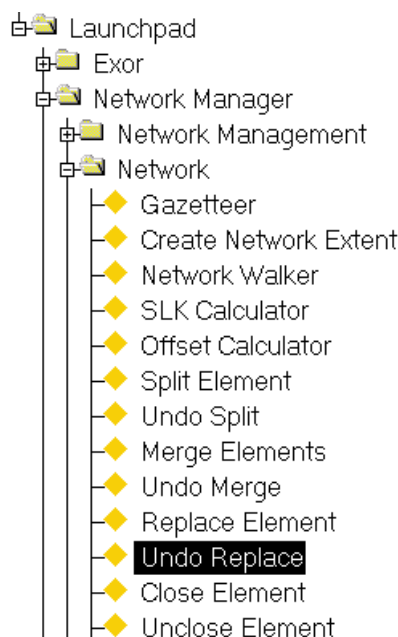 Launchpad
Exor
Network Manager
Network Management
Network
Gazetteer
Create Network Extent
Network Walker
SLK Calculator
Offset Calculator
Split Element
Undo Split
Merge Elements
Undo Merge
Replace Element
Undo Replace
Close Element
Unclose Element